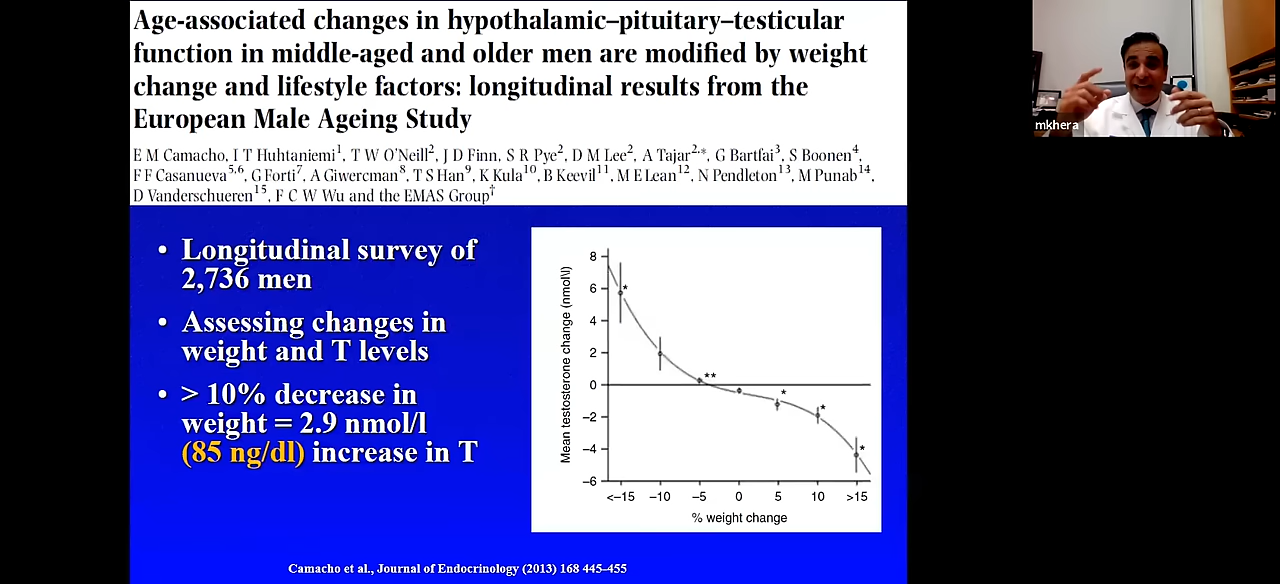 Age-associated changes in hypothalamic–pituitary–testicular
function in middle-aged and older men are modified by weight
change and lifestyle factors: longitudinal results from the
European Male Ageing Study
E M Camacho, I T Huhtaniemi¹, T W O'Neill², J D Finn, S R Pye², D M Lee², A Tajar²,*, G Bartfai³, S Boonen⁴,
F F Casanueva⁵,⁶, G Forti⁷, A Giwercman⁸, T S Han⁹, K Kula¹⁰, B Keevil¹¹, M E Lean¹², N Pendleton¹³, M Punab¹⁴,
D Vanderschueren¹⁵, F C W Wu and the EMAS Group†
mkhera
• Longitudinal survey of
2,736 men
• Assessing changes in
weight and T levels
• > 10% decrease in
weight = 2.9 nmol/l
(85 ng/dl) increase in T
Mean testosterone change (nmol/l)
8
6
4
2
0
−2
−4
−6
*
**
*
*
*
<−15 −10 −5 0 5 10 >15
% weight change
Camacho et al., Journal of Endocrinology (2013) 168 445–455